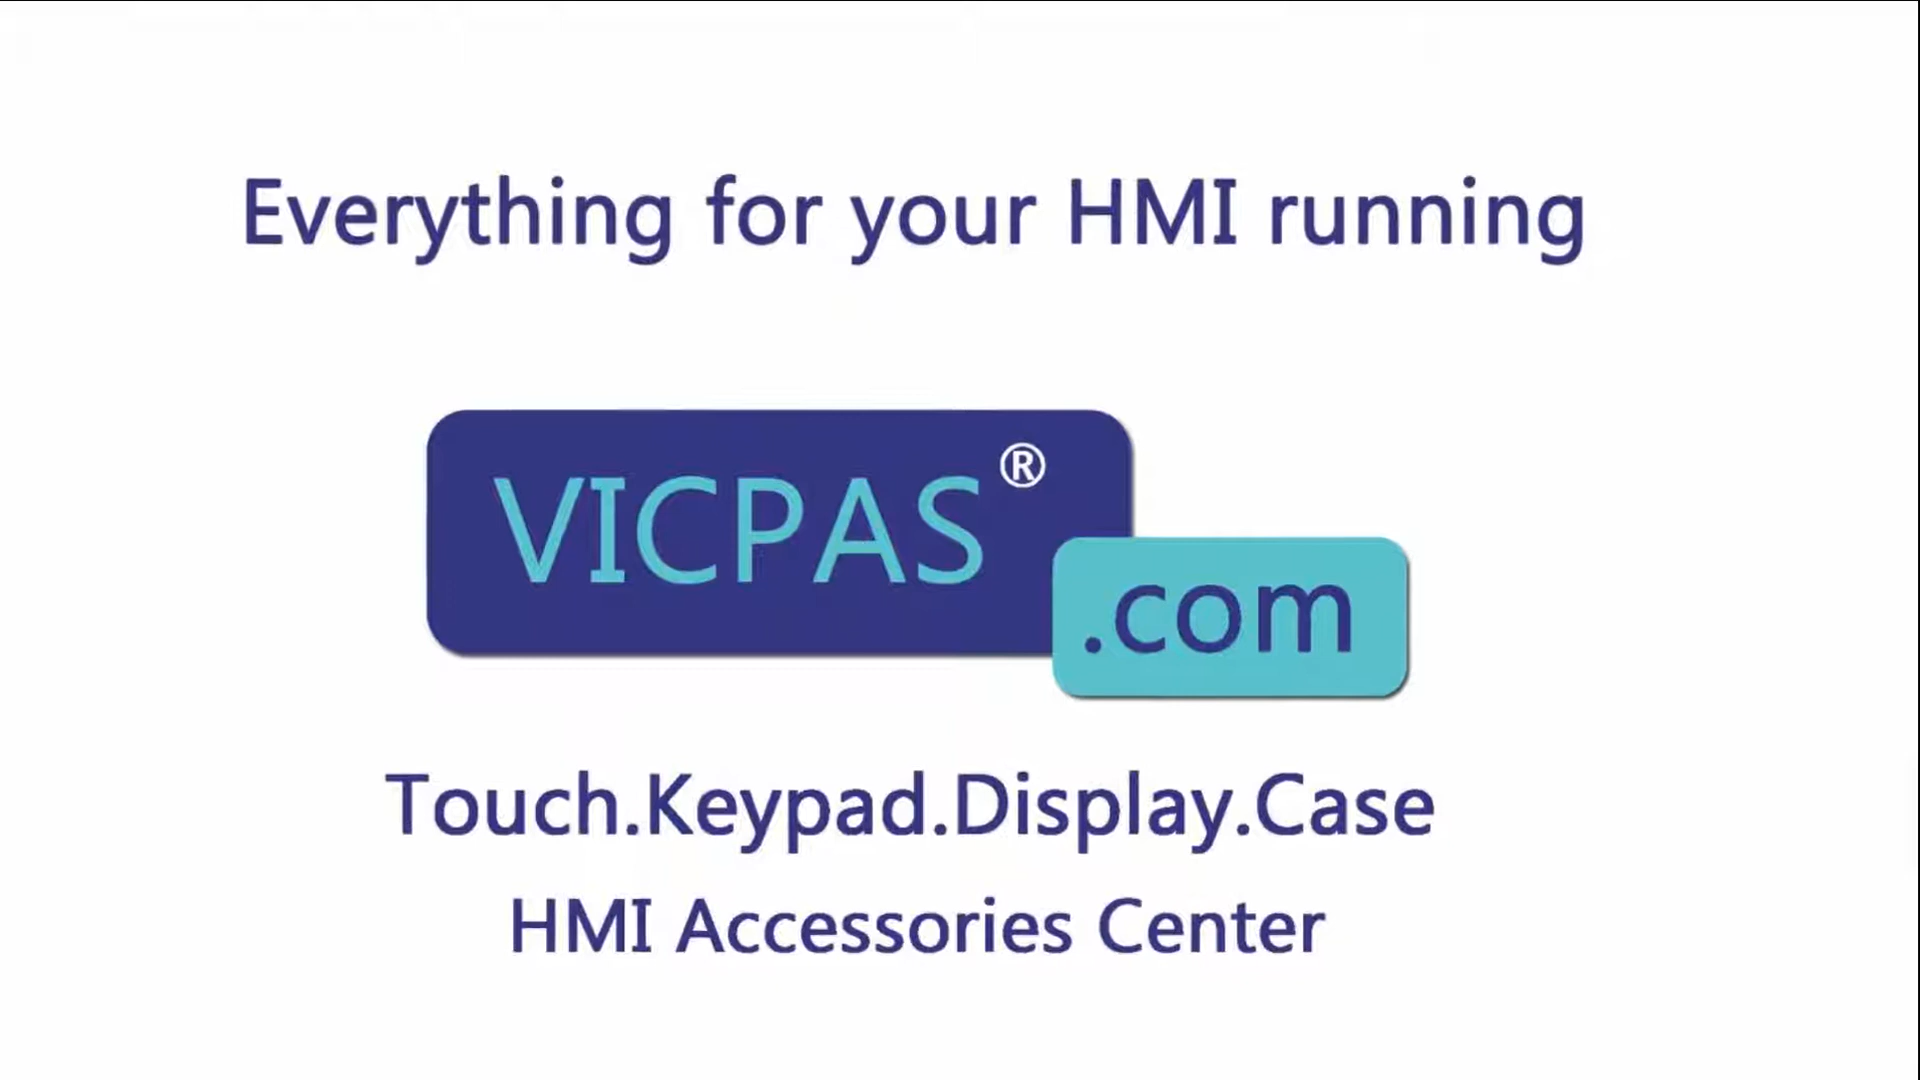 Everything for your HMI running
VICPAS®
.com
Touch.Keypad.Display.Case
HMI Accessories Center